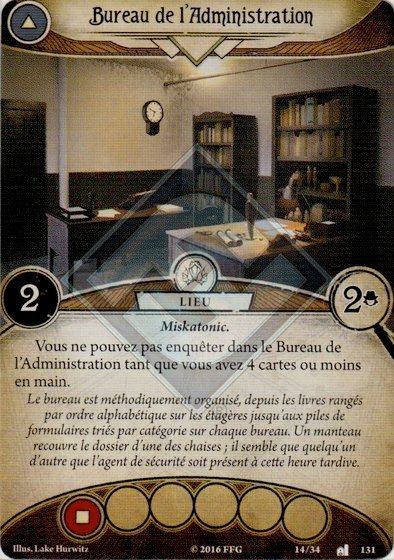 Bureau de l'Administration
2
LIEU
2
Miskatonic.
Vous ne pouvez pas enquêter dans le Bureau de
l'Administration tant que vous avez 4 cartes ou moins
en main.
Le bureau est méthodiquement organisé, depuis les livres rangés
par ordre alphabétique sur les étagères jusqu'aux piles de
formulaires triés par catégorie sur chaque bureau. Un manteau
recouvre le dossier d'une des chaises ; il semble que quelqu'un
d'autre que l'agent de sécurité soit présent à cette heure tardive.
Illus. Lake Hurwitz © 2016 FFG 14/34 131